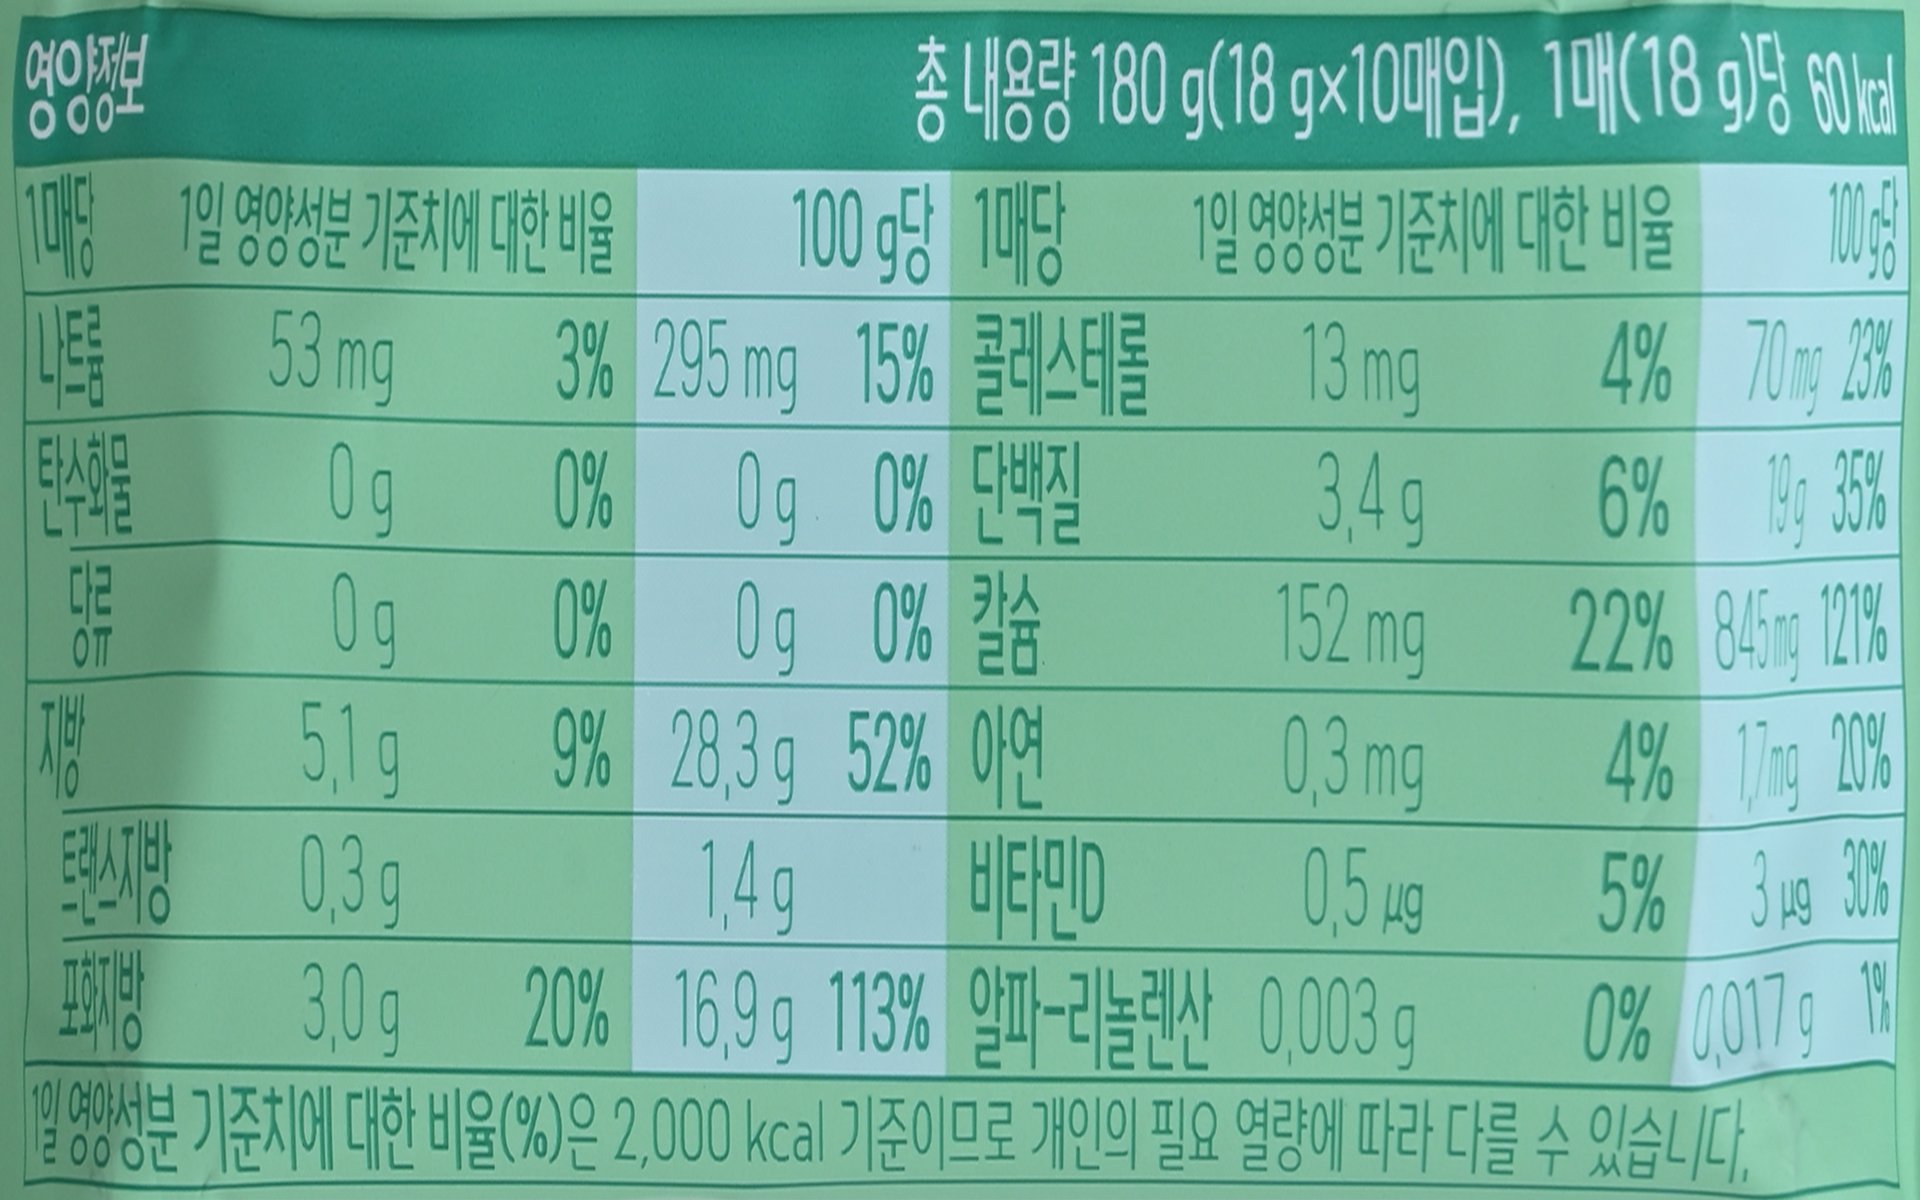 영양정보 총 내용량 180 g(18 g×10매입), 1매(18 g)당 60 kcal
1매당 1일 영양성분 기준치에 대한 비율 100 g당 1매당 1일 영양성분 기준치에 대한 비율 100 g당
나트륨 53 mg 3% 295 mg 15% 콜레스테롤 13 mg 4% 70 mg 23%
탄수화물 0 g 0% 0 g 0% 단백질 3.4 g 6% 19 g 35%
당류 0 g 0% 0 g 0% 칼슘 152 mg 22% 845 mg 121%
지방 5.1 g 9% 28.3 g 52% 아연 0.3 mg 4% 1.7 mg 20%
트랜스지방 0.3 g 1.4 g 비타민D 0.5 μg 5% 3 μg 30%
포화지방 3.0 g 20% 16.9 g 113% 알파-리놀렌산 0.003 g 0% 0.017 g 1%
1일 영양성분 기준치에 대한 비율(%)은 2,000 kcal 기준이므로 개인의 필요 열량에 따라 다를 수 있습니다.